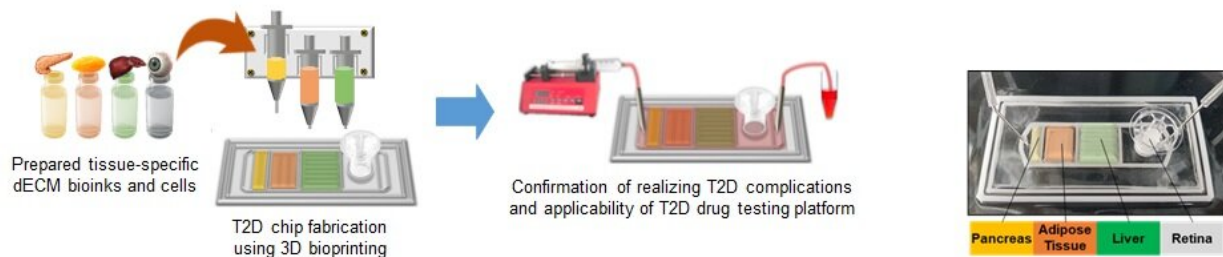 Prepared tissue-specific
dECM bioinks and cells
T2D chip fabrication
using 3D bioprinting
Confirmation of realizing T2D complications
and applicability of T2D drug testing platform
Pancreas
Adipose
Tissue
Liver
Retina